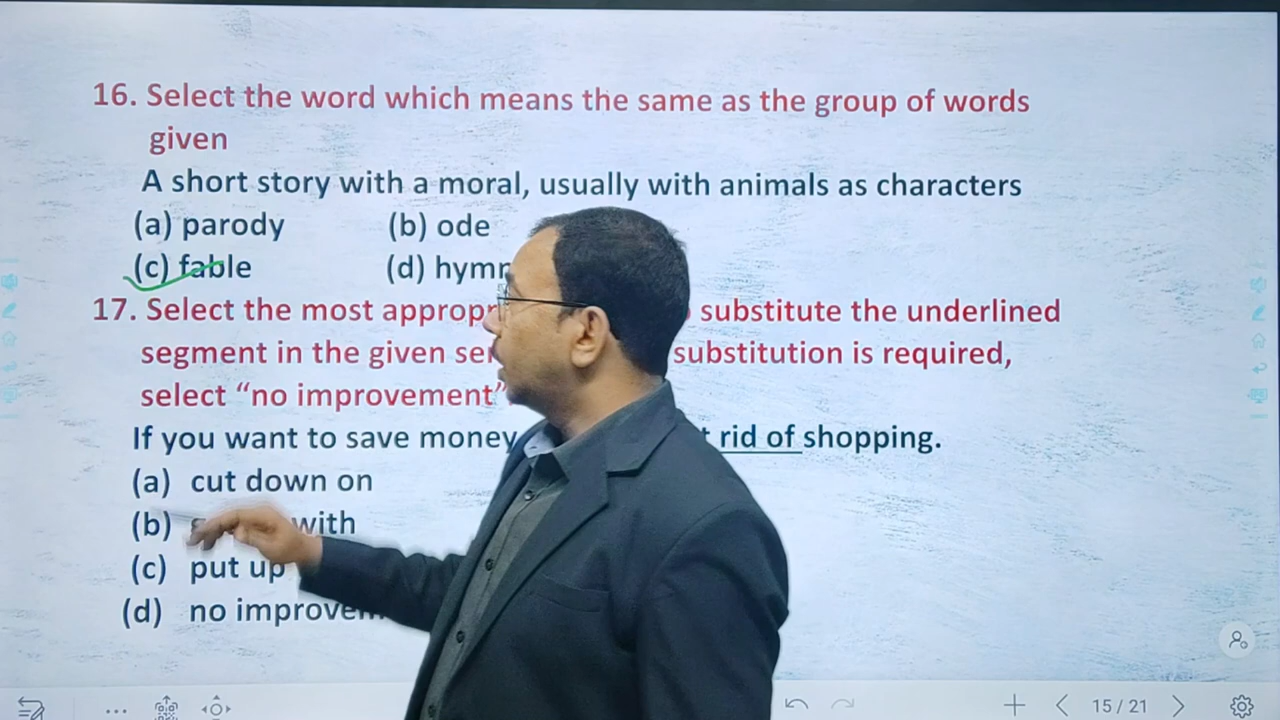 16. Select the word which means the same as the group of words
given
A short story with a moral, usually with animals as characters
(a) parody (b) ode
(c) fable (d)
17. Select the most substitute the underlined
segment in the given substitution is required,
select “no improvement”
If you want to save money rid of shopping.
(a) cut down on
(b) with
(c) put up
(d) no
15 / 21